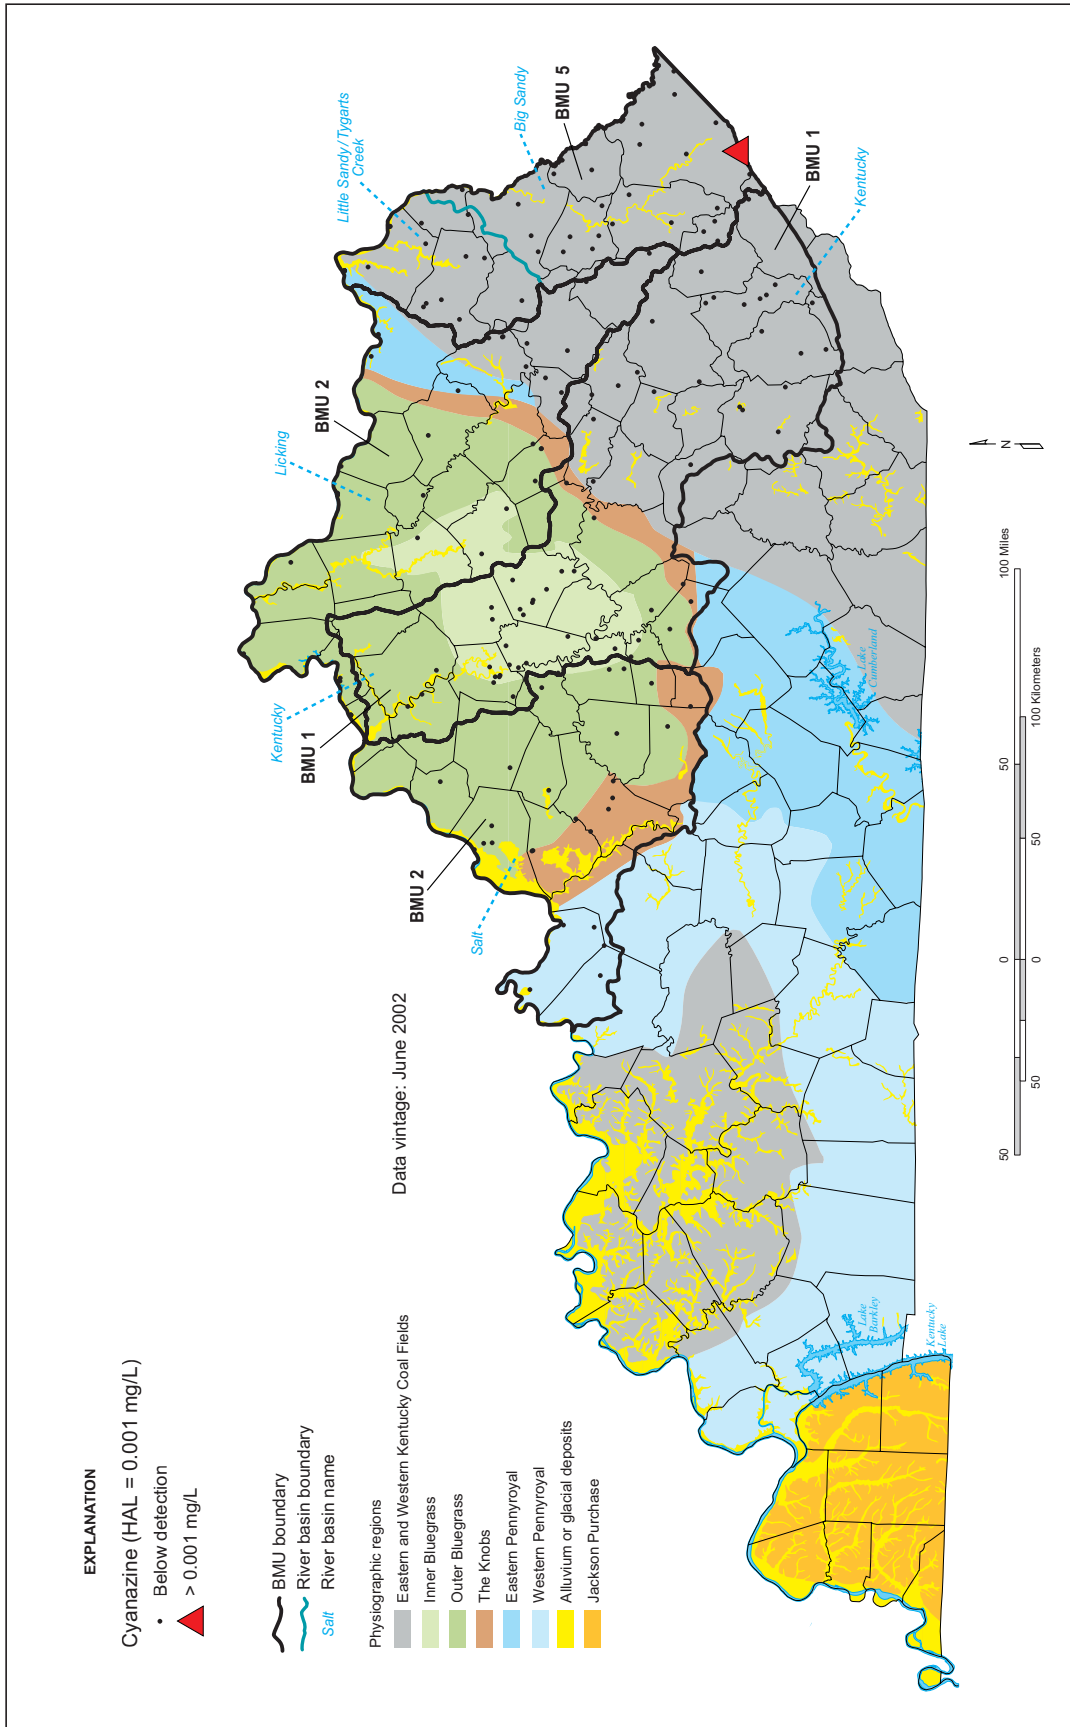 EXPLANATION
Cyanazine (HAL = 0.001 mg/L)
Below detection
> 0.001 mg/L
BMU boundary
River basin boundary
Salt
River basin name
Physiographic regions
Eastern and Western Kentucky Coal Fields
Inner Bluegrass
Outer Bluegrass
The Knobs
Eastern Pennyroyal
Western Pennyroyal
Alluvium or glacial deposits
Jackson Purchase
Data vintage: June 2002
Salt
BMU 2
BMU 1
Kentucky
Licking
BMU 2
Little Sandy/Tygarts
Creek
Big Sandy
BMU 5
BMU 1
Kentucky
Lake
Cumberland
Lake
Barkley
Kentucky
Lake
N
50
0
50
100 Miles
50
0
50
100 Kilometers